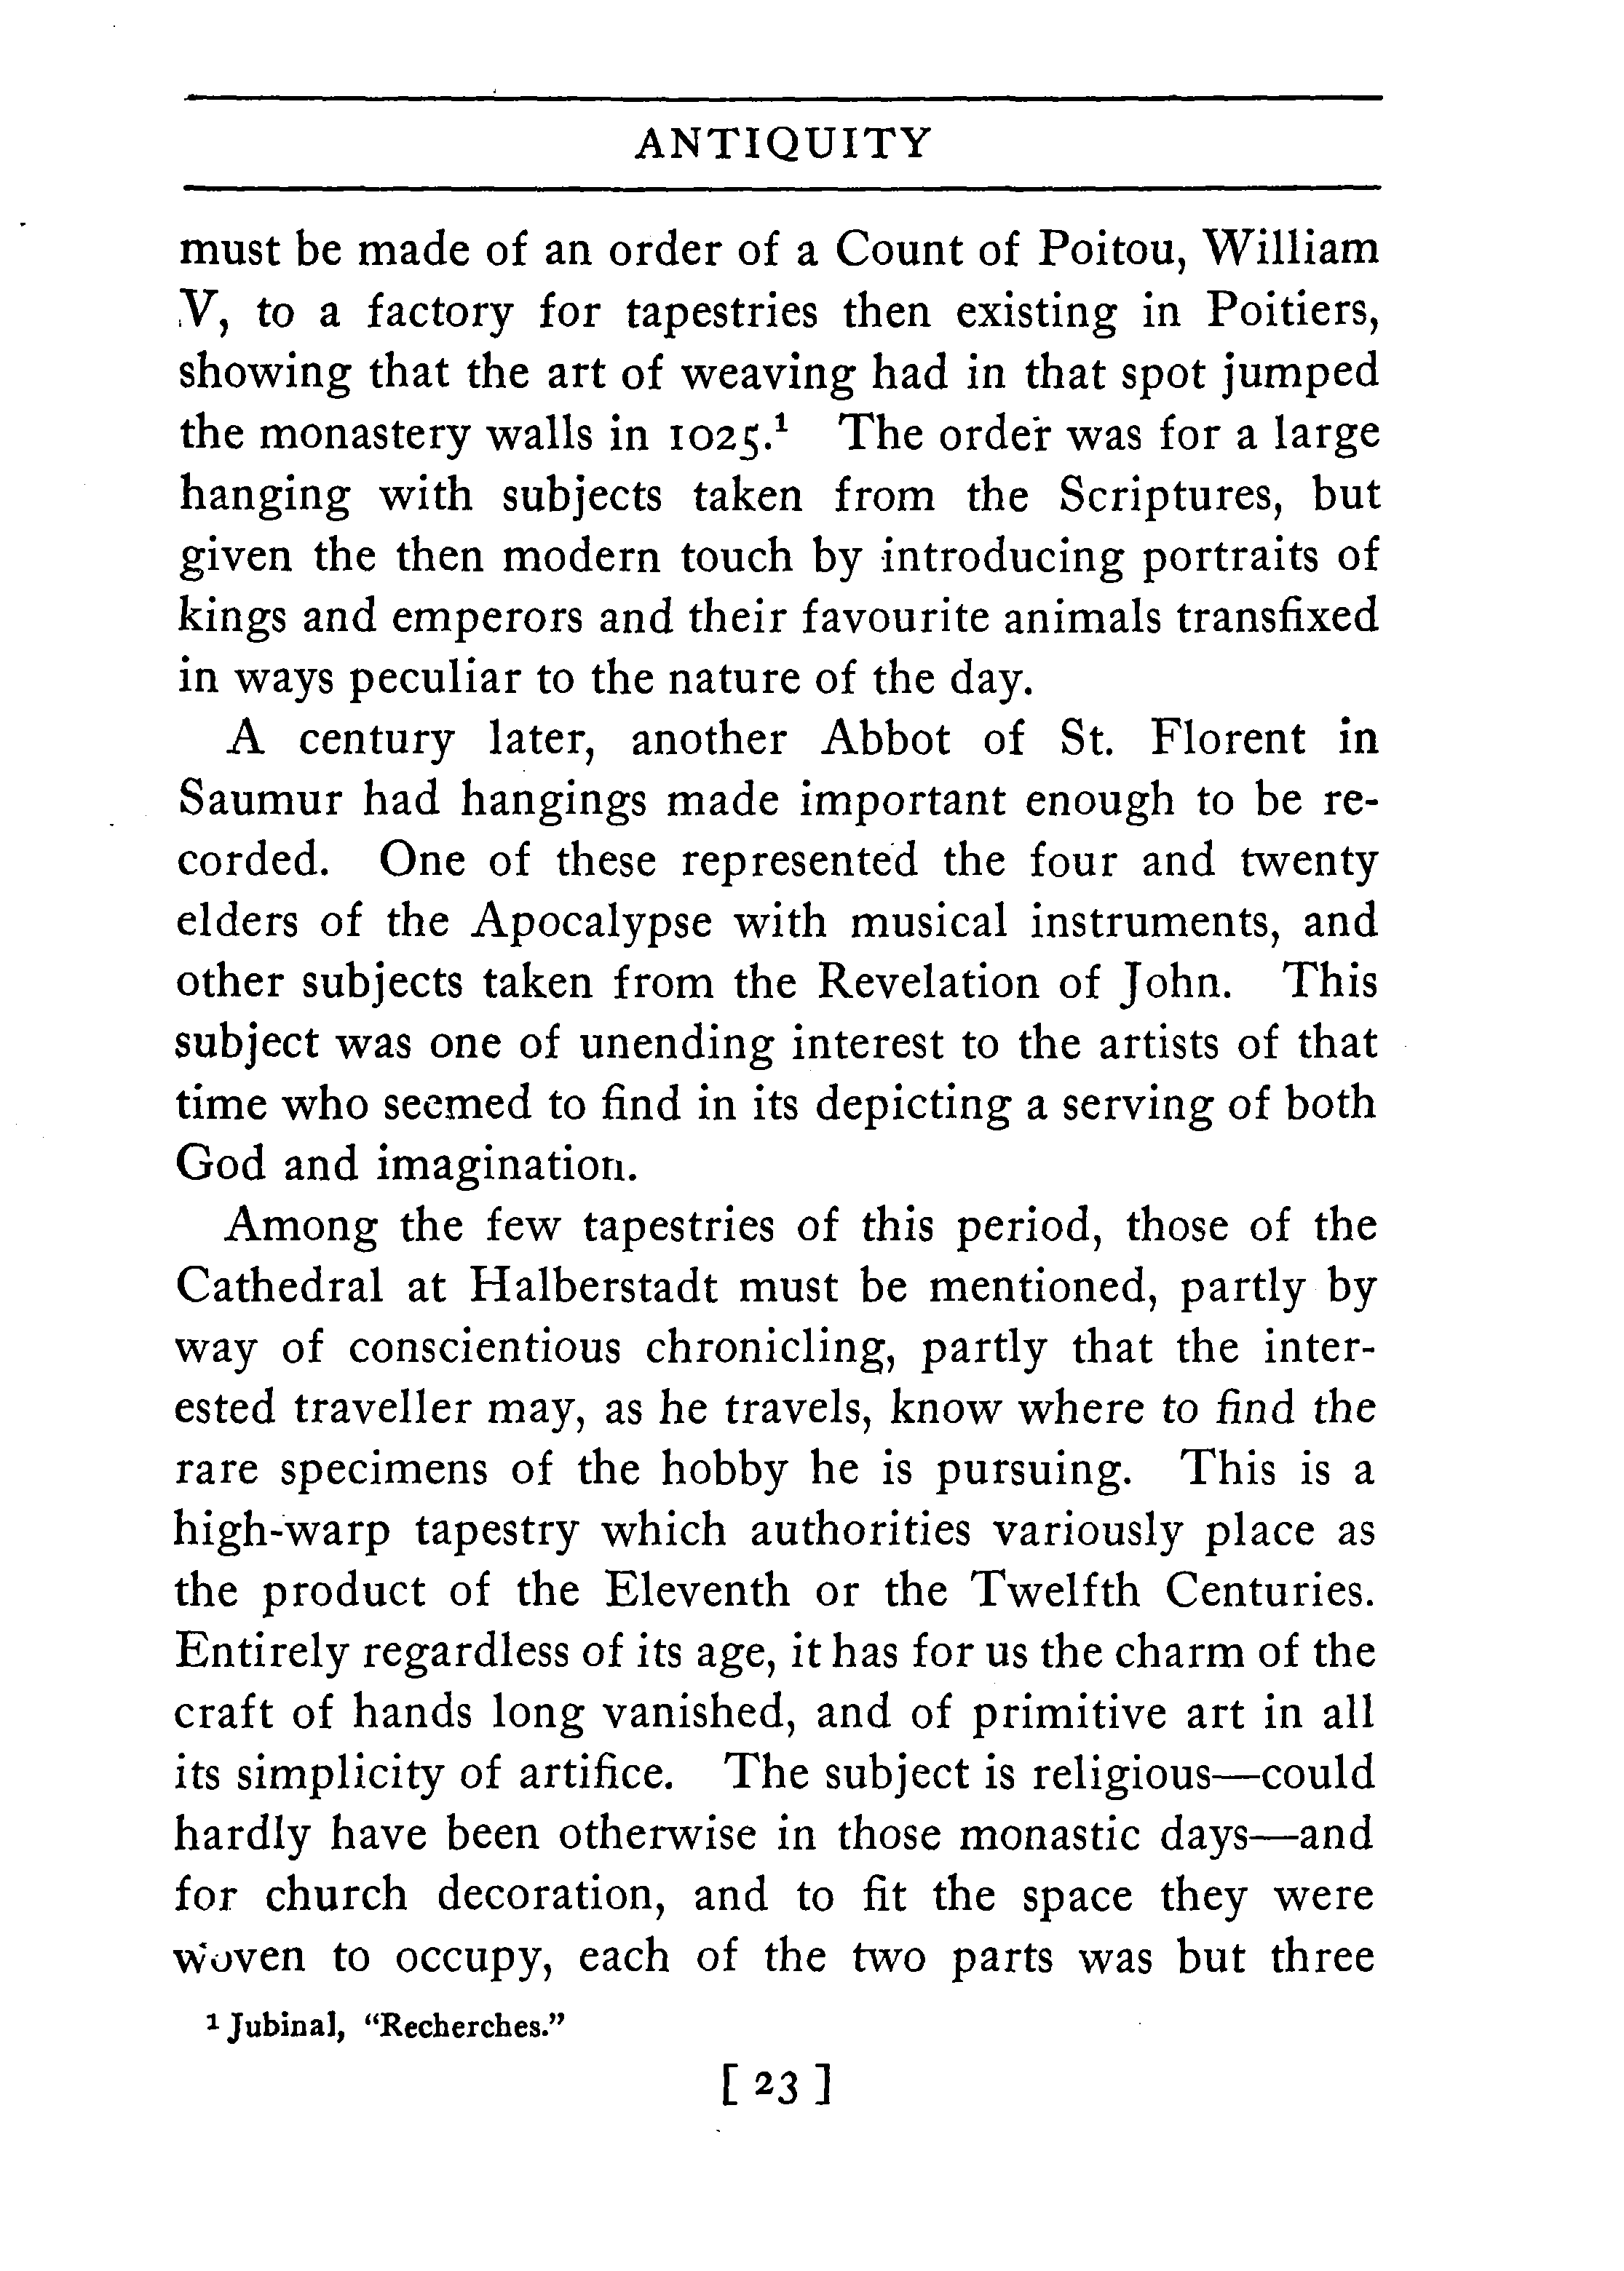 ANTIQUITY
must be made of an order of a Count of Poitou, William
V, to a factory for tapestries then existing in Poitiers,
showing that the art of weaving had in that spot jumped
the monastery walls in 1025.¹ The order was for a large
hanging with subjects taken from the Scriptures, but
given the then modern touch by introducing portraits of
kings and emperors and their favourite animals transfixed
in ways peculiar to the nature of the day.
A century later, another Abbot of St. Florent in
Saumur had hangings made important enough to be re-
corded. One of these represented the four and twenty
elders of the Apocalypse with musical instruments, and
other subjects taken from the Revelation of John. This
subject was one of unending interest to the artists of that
time who seemed to find in its depicting a serving of both
God and imagination.
Among the few tapestries of this period, those of the
Cathedral at Halberstadt must be mentioned, partly by
way of conscientious chronicling, partly that the inter-
ested traveller may, as he travels, know where to find the
rare specimens of the hobby he is pursuing. This is a
high-warp tapestry which authorities variously place as
the product of the Eleventh or the Twelfth Centuries.
Entirely regardless of its age, it has for us the charm of the
craft of hands long vanished, and of primitive art in all
its simplicity of artifice. The subject is religious—could
hardly have been otherwise in those monastic days—and
for church decoration, and to fit the space they were
woven to occupy, each of the two parts was but three
¹ Jubinal, “Recherches.”
[ 23 ]